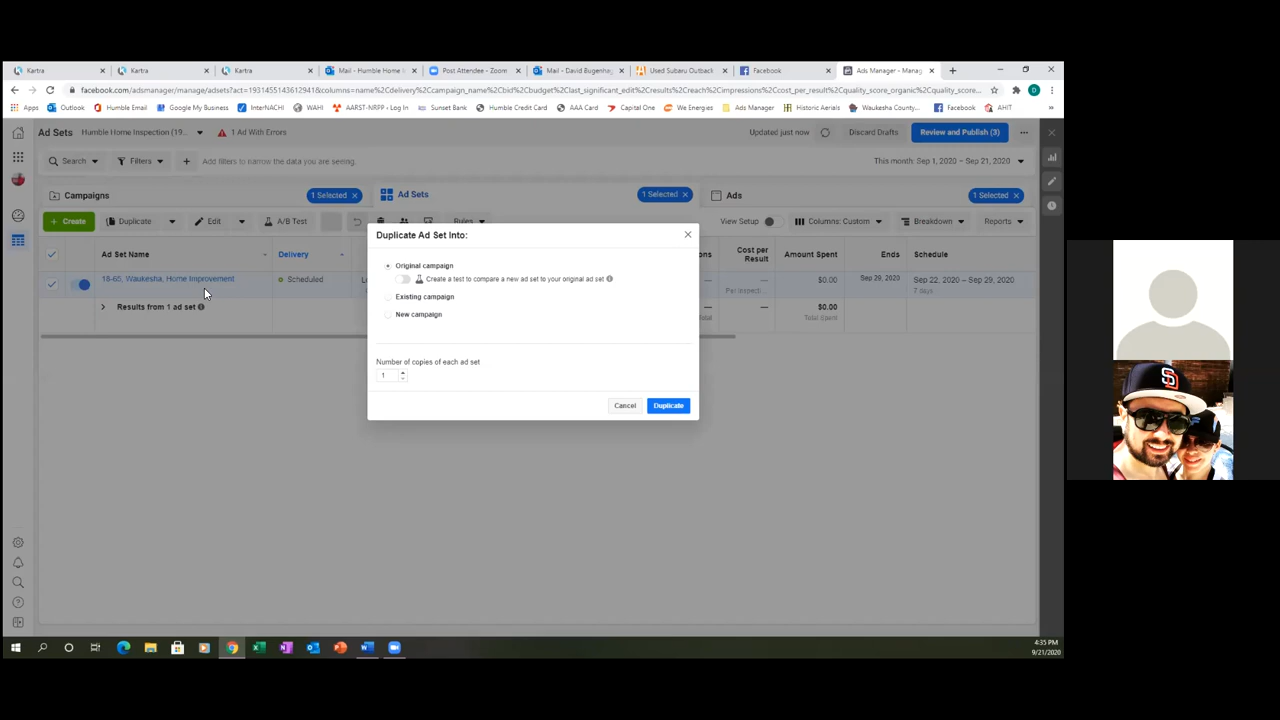 Kartra
Kartra
Kartra
Mail - Humble Home I
Post Attendee - Zoom
Mail - David Bugenha
Used Subaru Outback
Facebook
Ads Manager - Manag
Apps
Outlook
Humble Email
Google My Business
InterNACHI
AARST-NRPP • Log In
WAHI
Sunset Bank
Humble Credit Card
AAA Card
Capital One
We Energies
Ads Manager
Historic Aerials
Waukesha County...
Facebook
AHIT
Ad Sets
Humble Home Inspection (19...
1 Ad With Errors
Updated just now
Discard Drafts
Review and Publish (3)
Search
Filters
Add filters to narrow the data you are seeing.
This month: Sep 1, 2020 – Sep 21, 2020
Campaigns
1 Selected
Ad Sets
1 Selected
Ads
1 Selected
+ Create
Duplicate
Edit
A/B Test
Rules
View Setup
Columns: Custom
Breakdown
Reports
Ad Set Name
Delivery
Cost per Result
Amount Spent
Ends
Schedule
18-65, Waukesha, Home Improvement
Scheduled
—
Per Inspecti...
$0.00
Sep 29, 2020
Sep 22, 2020 – Sep 29, 2020
7 days
Results from 1 ad set
—
$0.00
Total Spent
Duplicate Ad Set Into:
Original campaign
Create a test to compare a new ad set to your original ad set
Existing campaign
New campaign
Number of copies of each ad set
1
Cancel
Duplicate
4:35 PM
9/21/2020